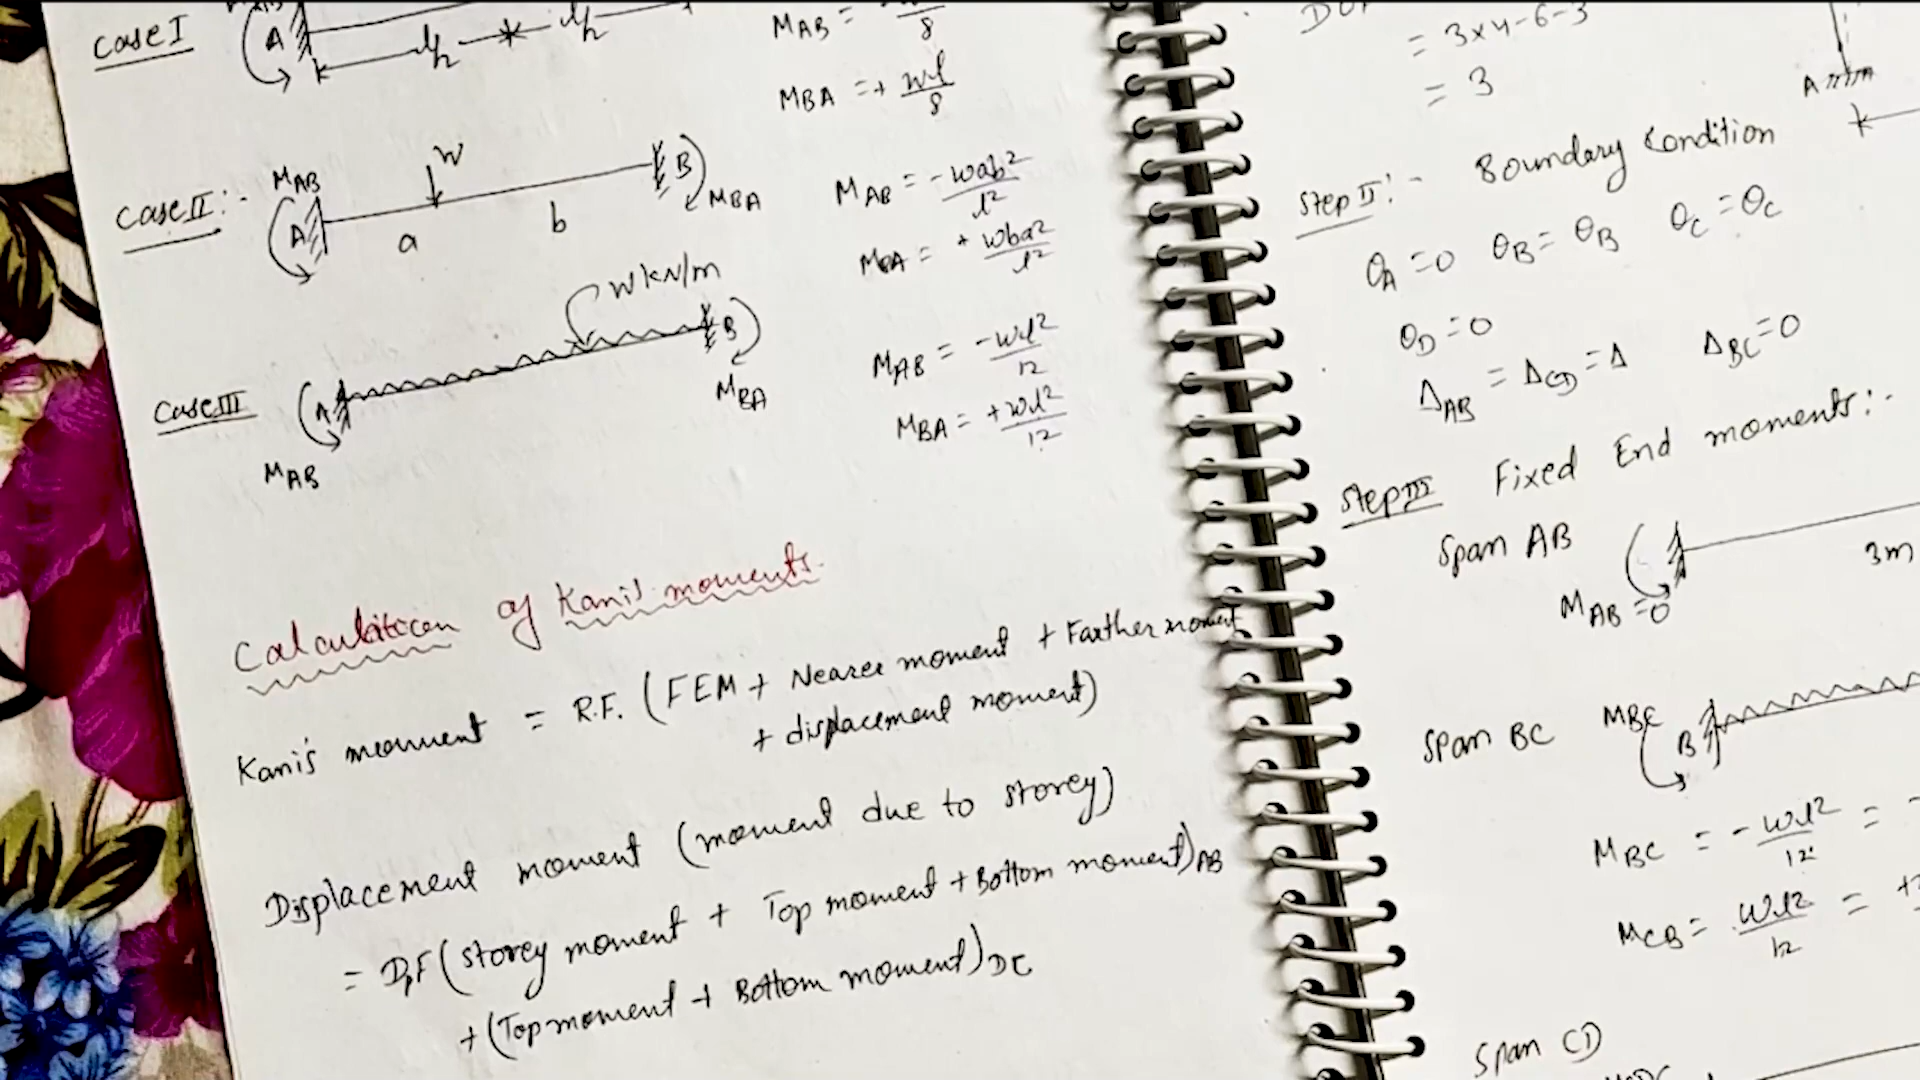 Case I A l/2 l/2 MAB = 8
MBA = + wl/8
Case II :- MAB A W a b B MBA
MAB = - wab²/l²
MBA = + wba²/l²
Case III A MAB W kN/m B MBA
MAB = -wl²/12
MBA = +wl²/12
Calculation of Kani's moments.
Kani's moment = R.F. (FEM + Nearer moment + Farther moment
+ displacement moment)
Displacement moment (moment due to storey)
= D.F (storey moment + Top moment + Bottom moment)AB
+ (Top moment + Bottom moment)DC
= 3x4-6-3
= 3
A
Step II :- Boundary Condition
θA = 0 θB = θB θC = θC
θD = 0
ΔAB = ΔCD = Δ ΔBC = 0
Step III Fixed End moments :-
Span AB 3m
MAB = 0
Span BC MBC B
MBC = - wl²/12 = -
MCB = wl²/12 = +
Span CD